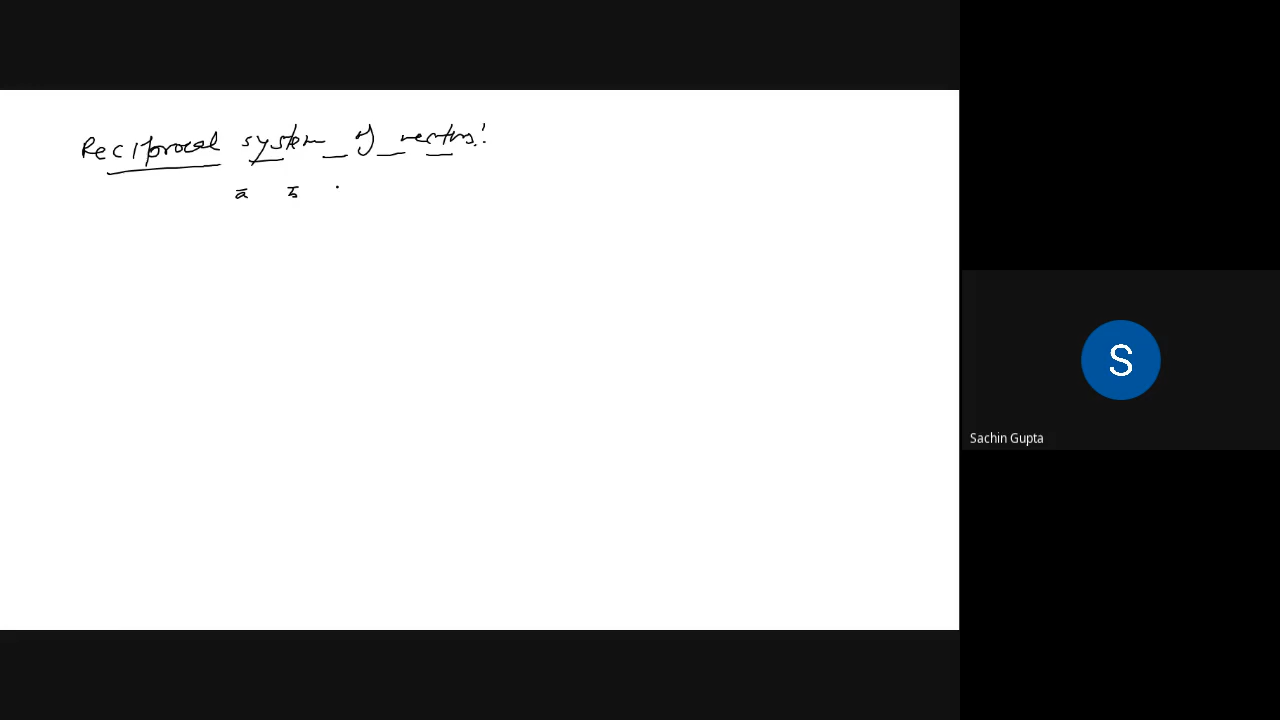 Reciprocal system of vectors:
ā b̄ .
S
Sachin Gupta